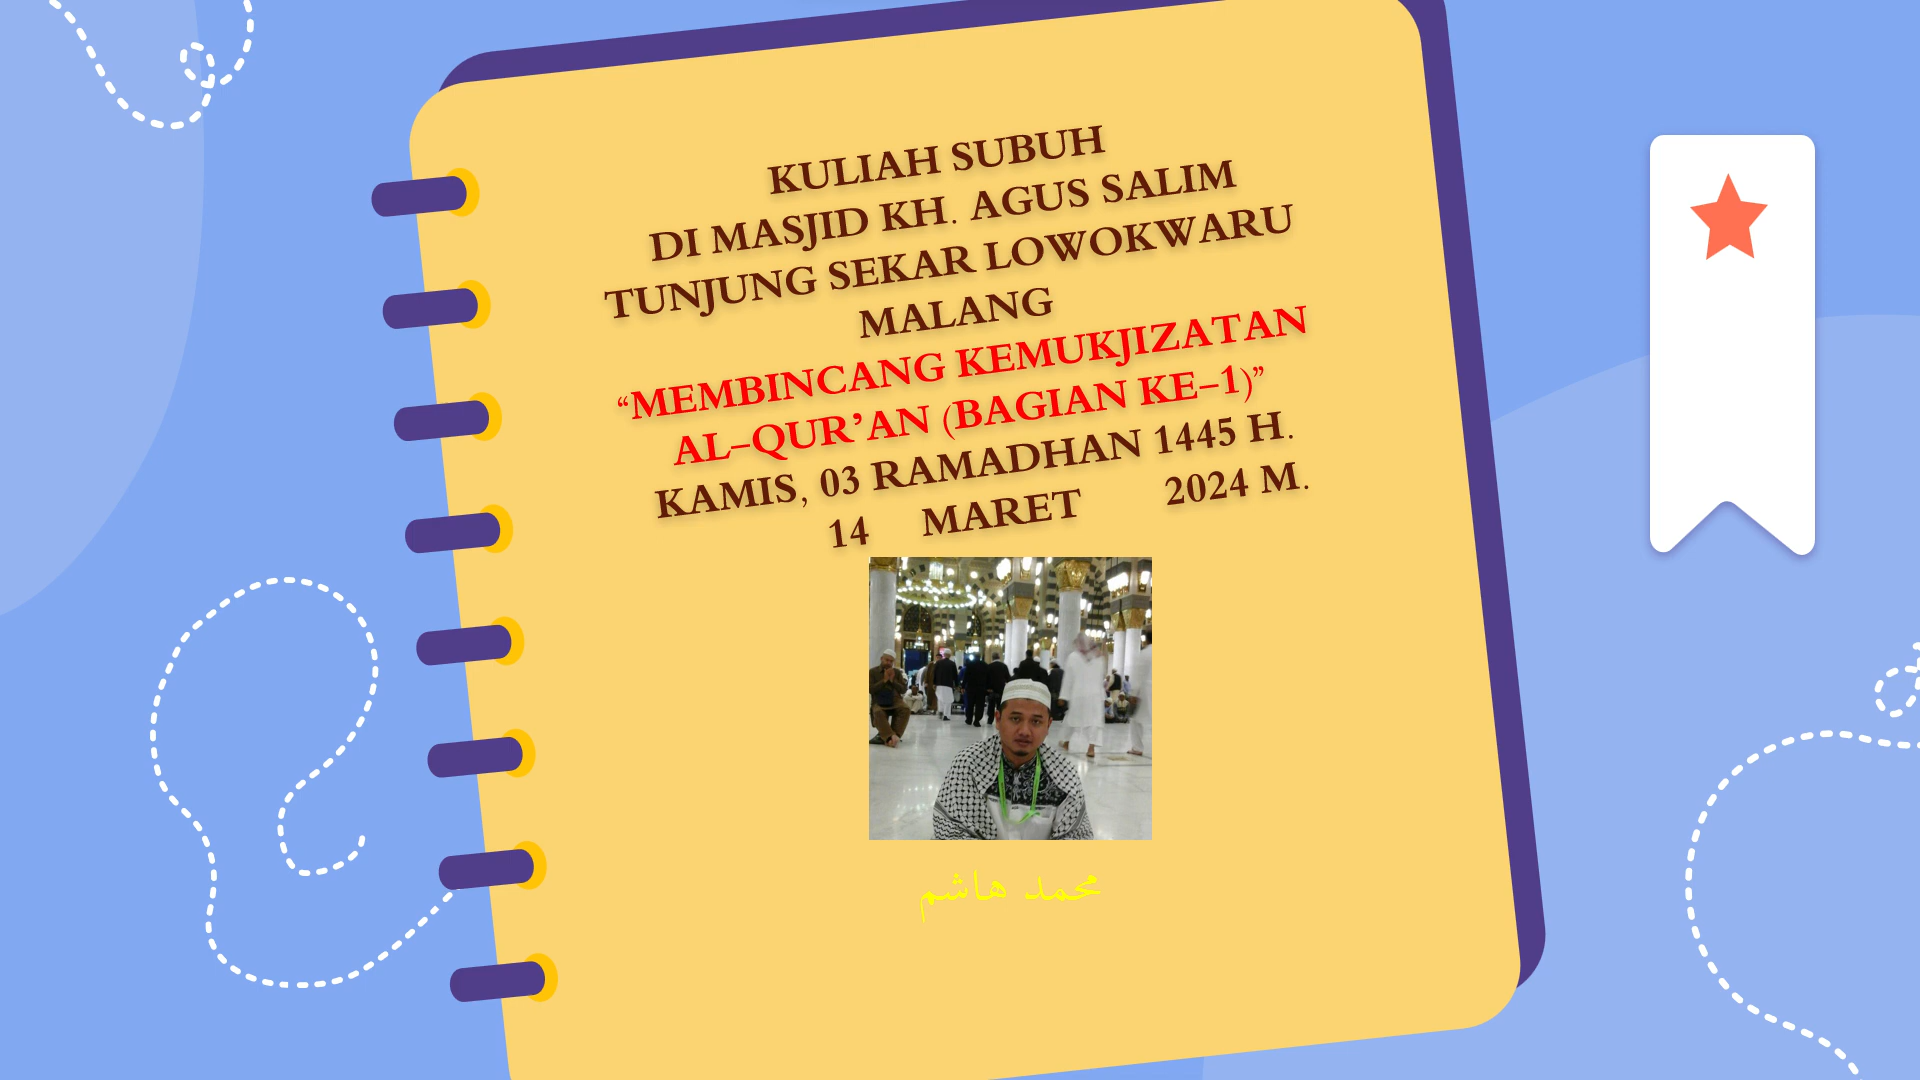 KULIAH SUBUH
DI MASJID KH. AGUS SALIM
TUNJUNG SEKAR LOWOKWARU
MALANG
“MEMBINCANG KEMUKJIZATAN
AL–QUR’AN (BAGIAN KE–1)”
KAMIS, 03 RAMADHAN 1445 H.
14 MARET 2024 M.
محمد هاشم